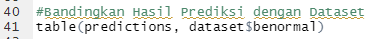 40 #Bandingkan Hasil Prediksi dengan Dataset
41 table(predictions, dataset$benormal)